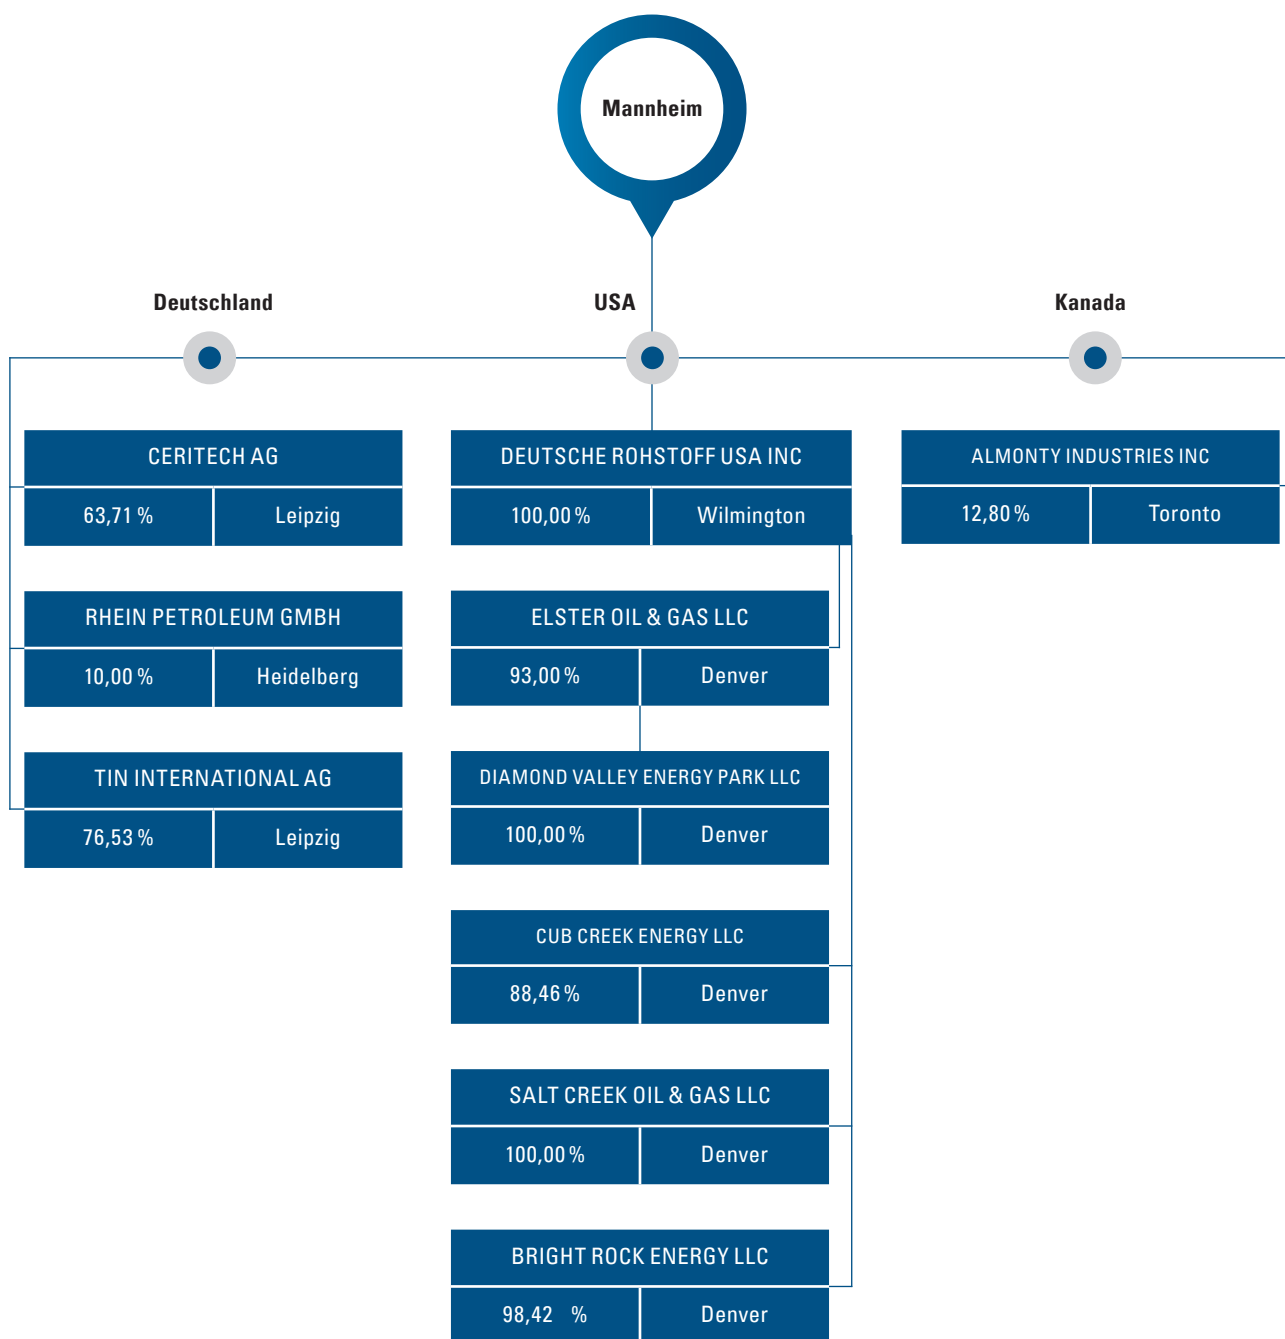 Mannheim
Deutschland
USA
Kanada
CERITECH AG
63,71 % Leipzig
RHEIN PETROLEUM GMBH
10,00 % Heidelberg
TIN INTERNATIONAL AG
76,53 % Leipzig
DEUTSCHE ROHSTOFF USA INC
100,00 % Wilmington
ELSTER OIL & GAS LLC
93,00 % Denver
DIAMOND VALLEY ENERGY PARK LLC
100,00 % Denver
CUB CREEK ENERGY LLC
88,46 % Denver
SALT CREEK OIL & GAS LLC
100,00 % Denver
BRIGHT ROCK ENERGY LLC
98,42 % Denver
ALMONTY INDUSTRIES INC
12,80 % Toronto